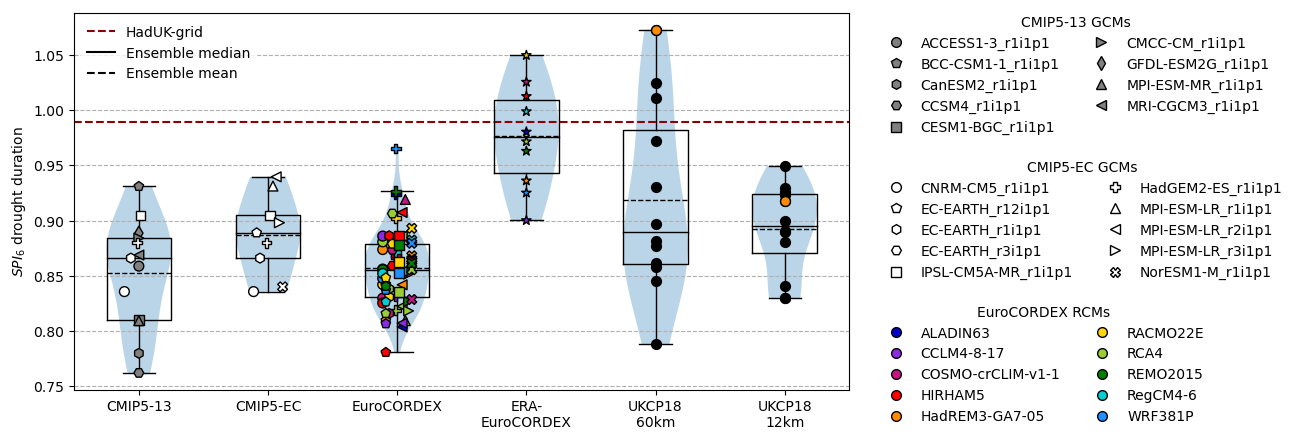 HadUK-grid
Ensemble median
Ensemble mean
SPI6 drought duration
1.05
1.00
0.95
0.90
0.85
0.80
0.75
CMIP5-13
CMIP5-EC
EuroCORDEX
ERA-
EuroCORDEX
UKCP18
60km
UKCP18
12km
CMIP5-13 GCMs
ACCESS1-3_r1i1p1
BCC-CSM1-1_r1i1p1
CanESM2_r1i1p1
CCSM4_r1i1p1
CESM1-BGC_r1i1p1
CMCC-CM_r1i1p1
GFDL-ESM2G_r1i1p1
MPI-ESM-MR_r1i1p1
MRI-CGCM3_r1i1p1
CMIP5-EC GCMs
CNRM-CM5_r1i1p1
EC-EARTH_r12i1p1
EC-EARTH_r1i1p1
EC-EARTH_r3i1p1
IPSL-CM5A-MR_r1i1p1
HadGEM2-ES_r1i1p1
MPI-ESM-LR_r1i1p1
MPI-ESM-LR_r2i1p1
MPI-ESM-LR_r3i1p1
NorESM1-M_r1i1p1
EuroCORDEX RCMs
ALADIN63
CCLM4-8-17
COSMO-crCLIM-v1-1
HIRHAM5
HadREM3-GA7-05
RACMO22E
RCA4
REMO2015
RegCM4-6
WRF381P